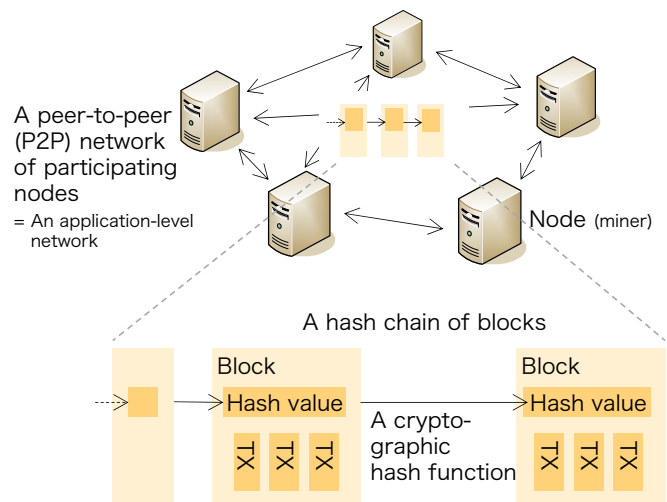 A peer-to-peer
(P2P) network
of participating
nodes
= An application-level
network
Node (miner)
A hash chain of blocks
Block
Hash value
TX TX TX
A crypto-
graphic
hash function
Block
Hash value
TX TX TX